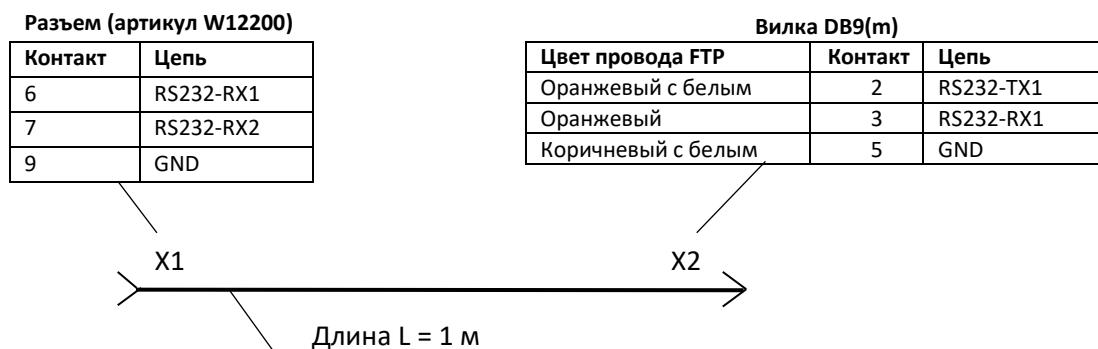 Разъем (артикул W12200)
Контакт Цепь
6 RS232-RX1
7 RS232-RX2
9 GND
Вилка DB9(m)
Цвет провода FTP Контакт Цепь
Оранжевый с белым 2 RS232-TX1
Оранжевый 3 RS232-RX1
Коричневый с белым 5 GND
X1
X2
Длина L = 1 м